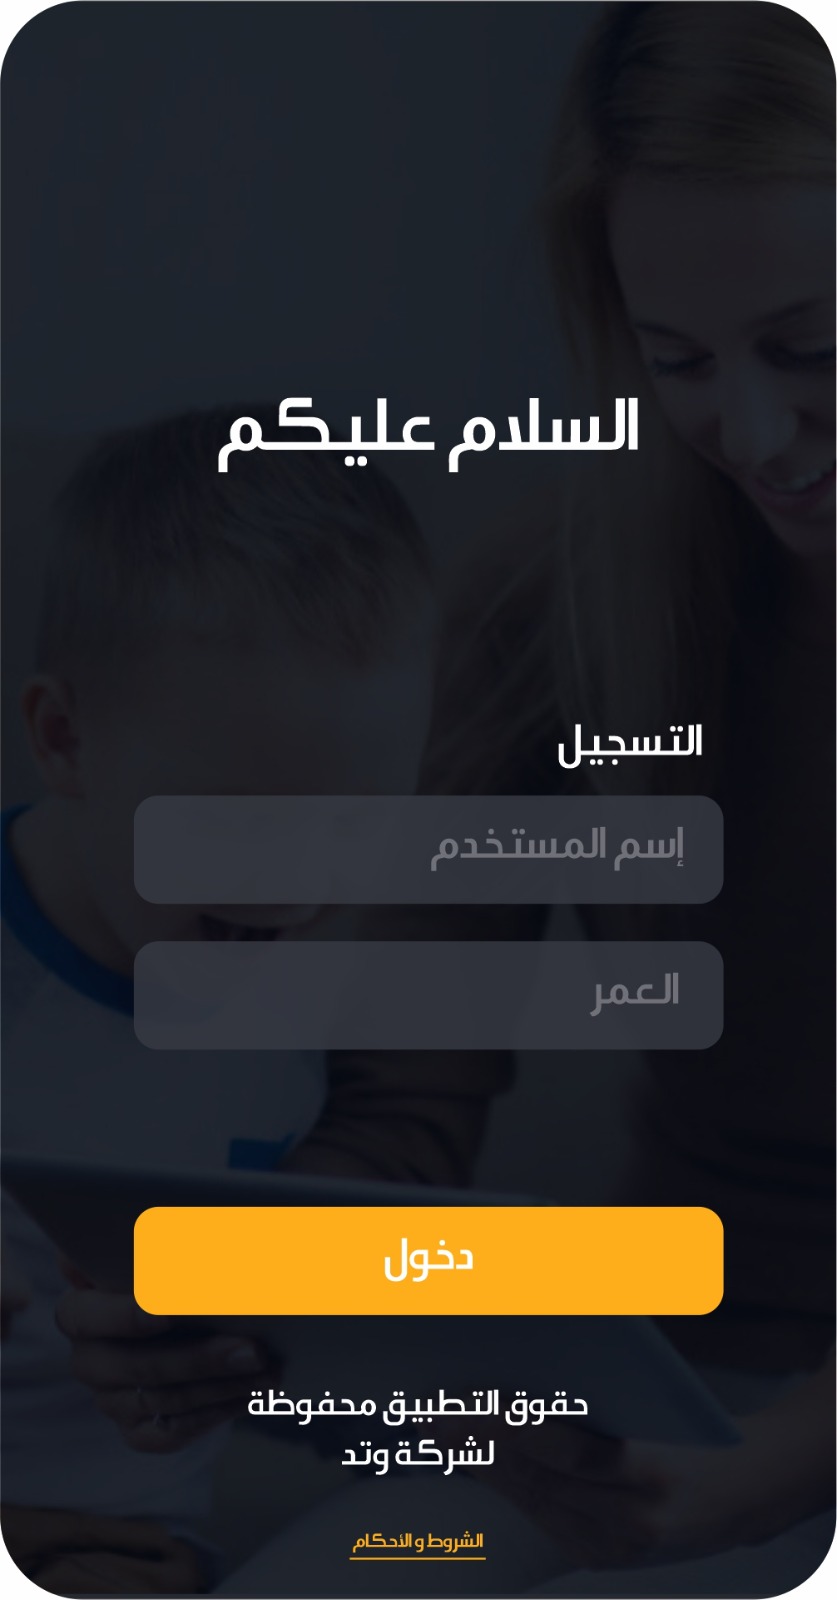 السلام عليكم
التسجيل
إسم المستخدم
العمر
دخول
حقوق التطبيق محفوظة
لشركة وتد
الشروط و الأحكام